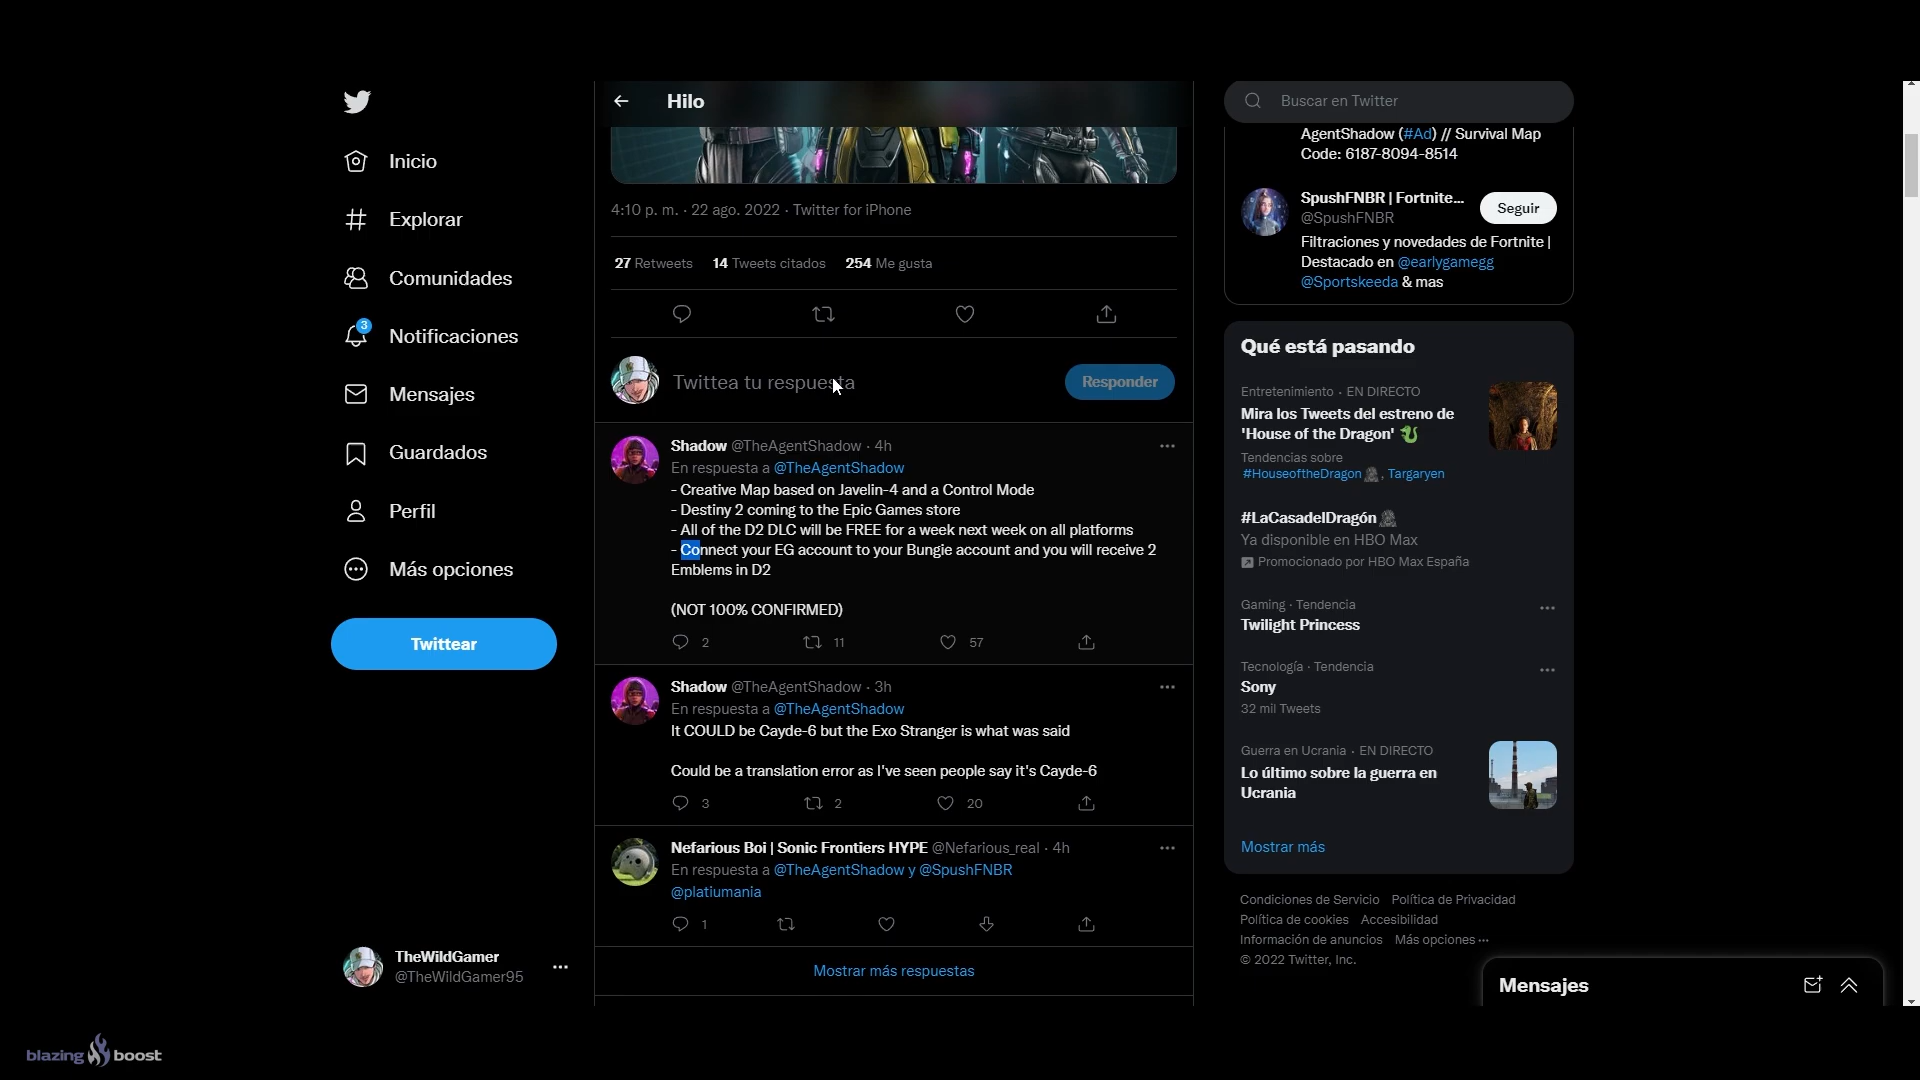 Inicio
Explorar
Comunidades
3
Notificaciones
Mensajes
Guardados
Perfil
Más opciones
Twittear
TheWildGamer
@TheWildGamer95
Hilo
4:10 p. m. · 22 ago. 2022 · Twitter for iPhone
27 Retweets 14 Tweets citados 254 Me gusta
Twittea tu respuesta
Responder
Shadow @TheAgentShadow · 4h
En respuesta a @TheAgentShadow
- Creative Map based on Javelin-4 and a Control Mode
- Destiny 2 coming to the Epic Games store
- All of the D2 DLC will be FREE for a week next week on all platforms
- Connect your EG account to your Bungie account and you will receive 2
Emblems in D2
(NOT 100% CONFIRMED)
2 11 57
Shadow @TheAgentShadow · 3h
En respuesta a @TheAgentShadow
It COULD be Cayde-6 but the Exo Stranger is what was said
Could be a translation error as I've seen people say it's Cayde-6
3 2 20
Nefarious Boi | Sonic Frontiers HYPE @Nefarious_real · 4h
En respuesta a @TheAgentShadow y @SpushFNBR
@platiumania
1
Mostrar más respuestas
Buscar en Twitter
AgentShadow (#Ad) // Survival Map
Code: 6187-8094-8514
SpushFNBR | Fortnite...
@SpushFNBR
Seguir
Filtraciones y novedades de Fortnite |
Destacado en @earlygamegg
@Sportskeeda & mas
Qué está pasando
Entretenimiento · EN DIRECTO
Mira los Tweets del estreno de
'House of the Dragon'
Tendencias sobre
#HouseoftheDragon, Targaryen
#LaCasadelDragón
Ya disponible en HBO Max
Promocionado por HBO Max España
Gaming · Tendencia
Twilight Princess
Tecnología · Tendencia
Sony
32 mil Tweets
Guerra en Ucrania · EN DIRECTO
Lo último sobre la guerra en
Ucrania
Mostrar más
Condiciones de Servicio Política de Privacidad
Política de cookies Accesibilidad
Información de anuncios Más opciones ···
© 2022 Twitter, Inc.
Mensajes
blazing boost